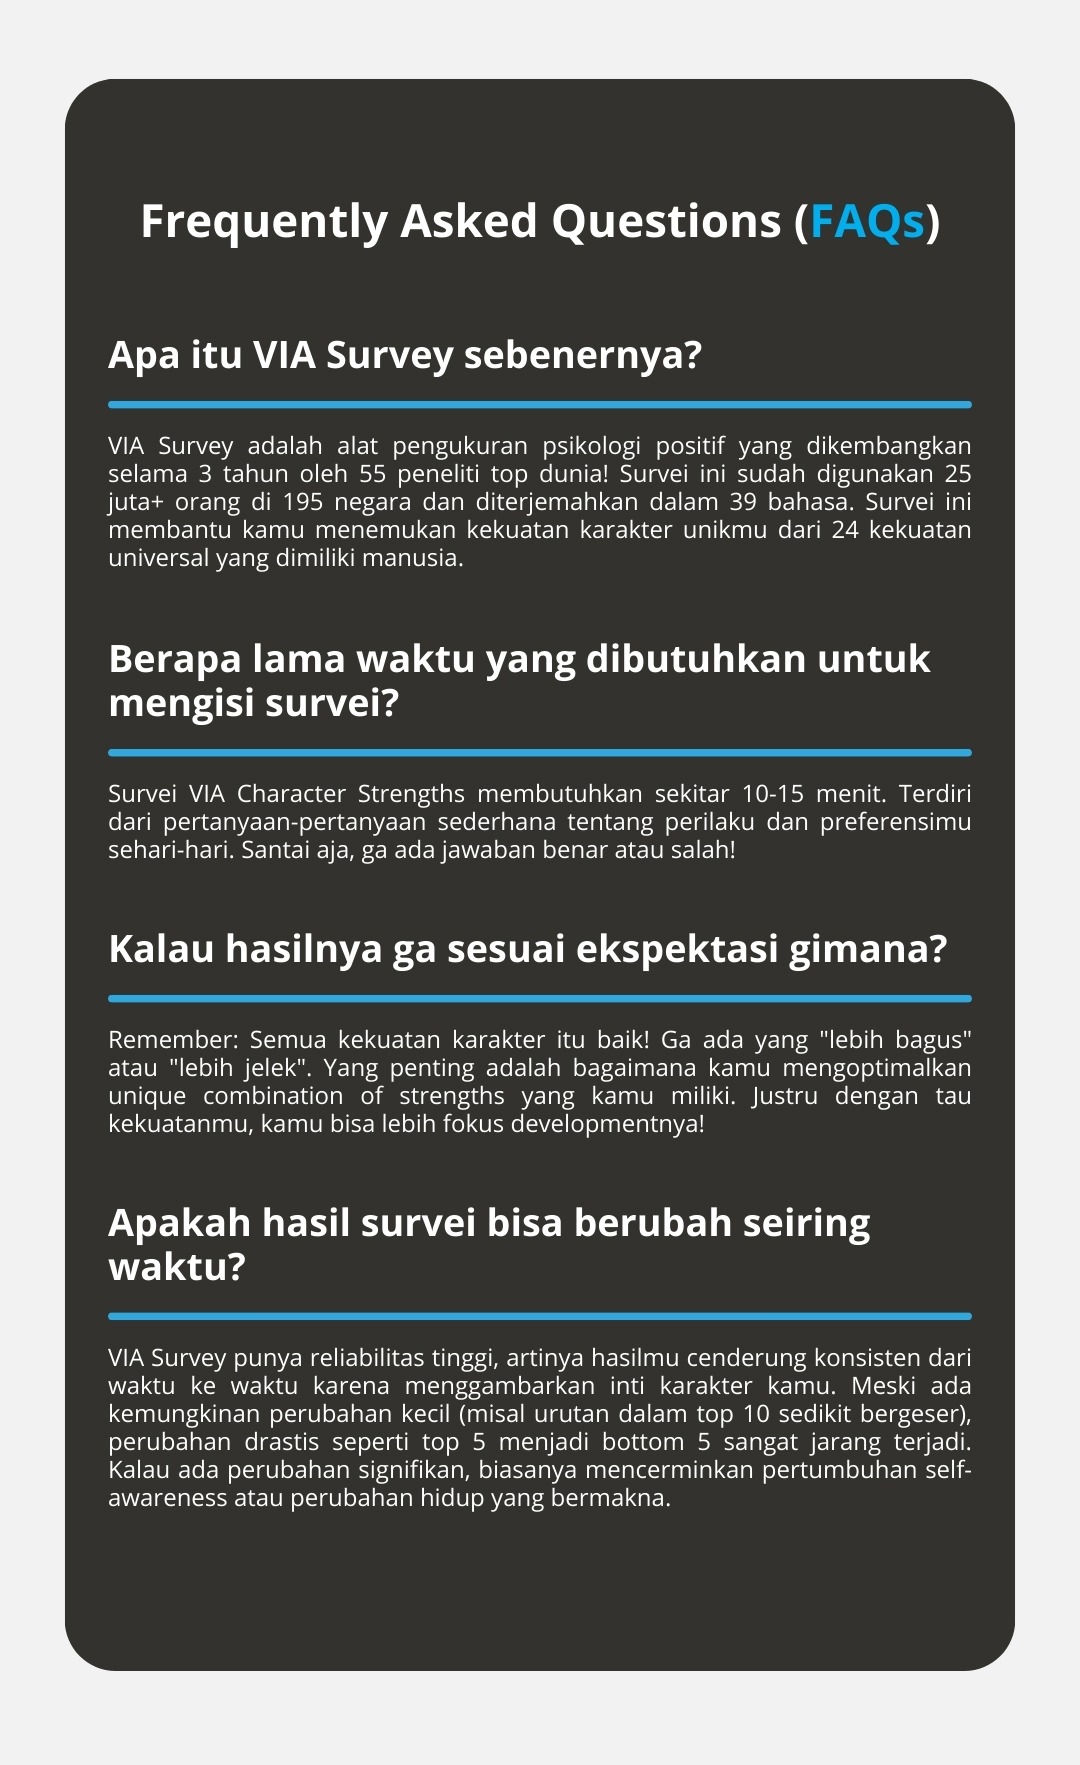 Frequently Asked Questions (FAQs)
Apa itu VIA Survey sebenernya?
VIA Survey adalah alat pengukuran psikologi positif yang dikembangkan
selama 3 tahun oleh 55 peneliti top dunia! Survei ini sudah digunakan 25
juta+ orang di 195 negara dan diterjemahkan dalam 39 bahasa. Survei ini
membantu kamu menemukan kekuatan karakter unikmu dari 24 kekuatan
universal yang dimiliki manusia.
Berapa lama waktu yang dibutuhkan untuk
mengisi survei?
Survei VIA Character Strengths membutuhkan sekitar 10-15 menit. Terdiri
dari pertanyaan-pertanyaan sederhana tentang perilaku dan preferensimu
sehari-hari. Santai aja, ga ada jawaban benar atau salah!
Kalau hasilnya ga sesuai ekspektasi gimana?
Remember: Semua kekuatan karakter itu baik! Ga ada yang "lebih bagus"
atau "lebih jelek". Yang penting adalah bagaimana kamu mengoptimalkan
unique combination of strengths yang kamu miliki. Justru dengan tau
kekuatanmu, kamu bisa lebih fokus developmentnya!
Apakah hasil survei bisa berubah seiring
waktu?
VIA Survey punya reliabilitas tinggi, artinya hasilmu cenderung konsisten dari
waktu ke waktu karena menggambarkan inti karakter kamu. Meski ada
kemungkinan perubahan kecil (misal urutan dalam top 10 sedikit bergeser),
perubahan drastis seperti top 5 menjadi bottom 5 sangat jarang terjadi.
Kalau ada perubahan signifikan, biasanya mencerminkan pertumbuhan self-
awareness atau perubahan hidup yang bermakna.